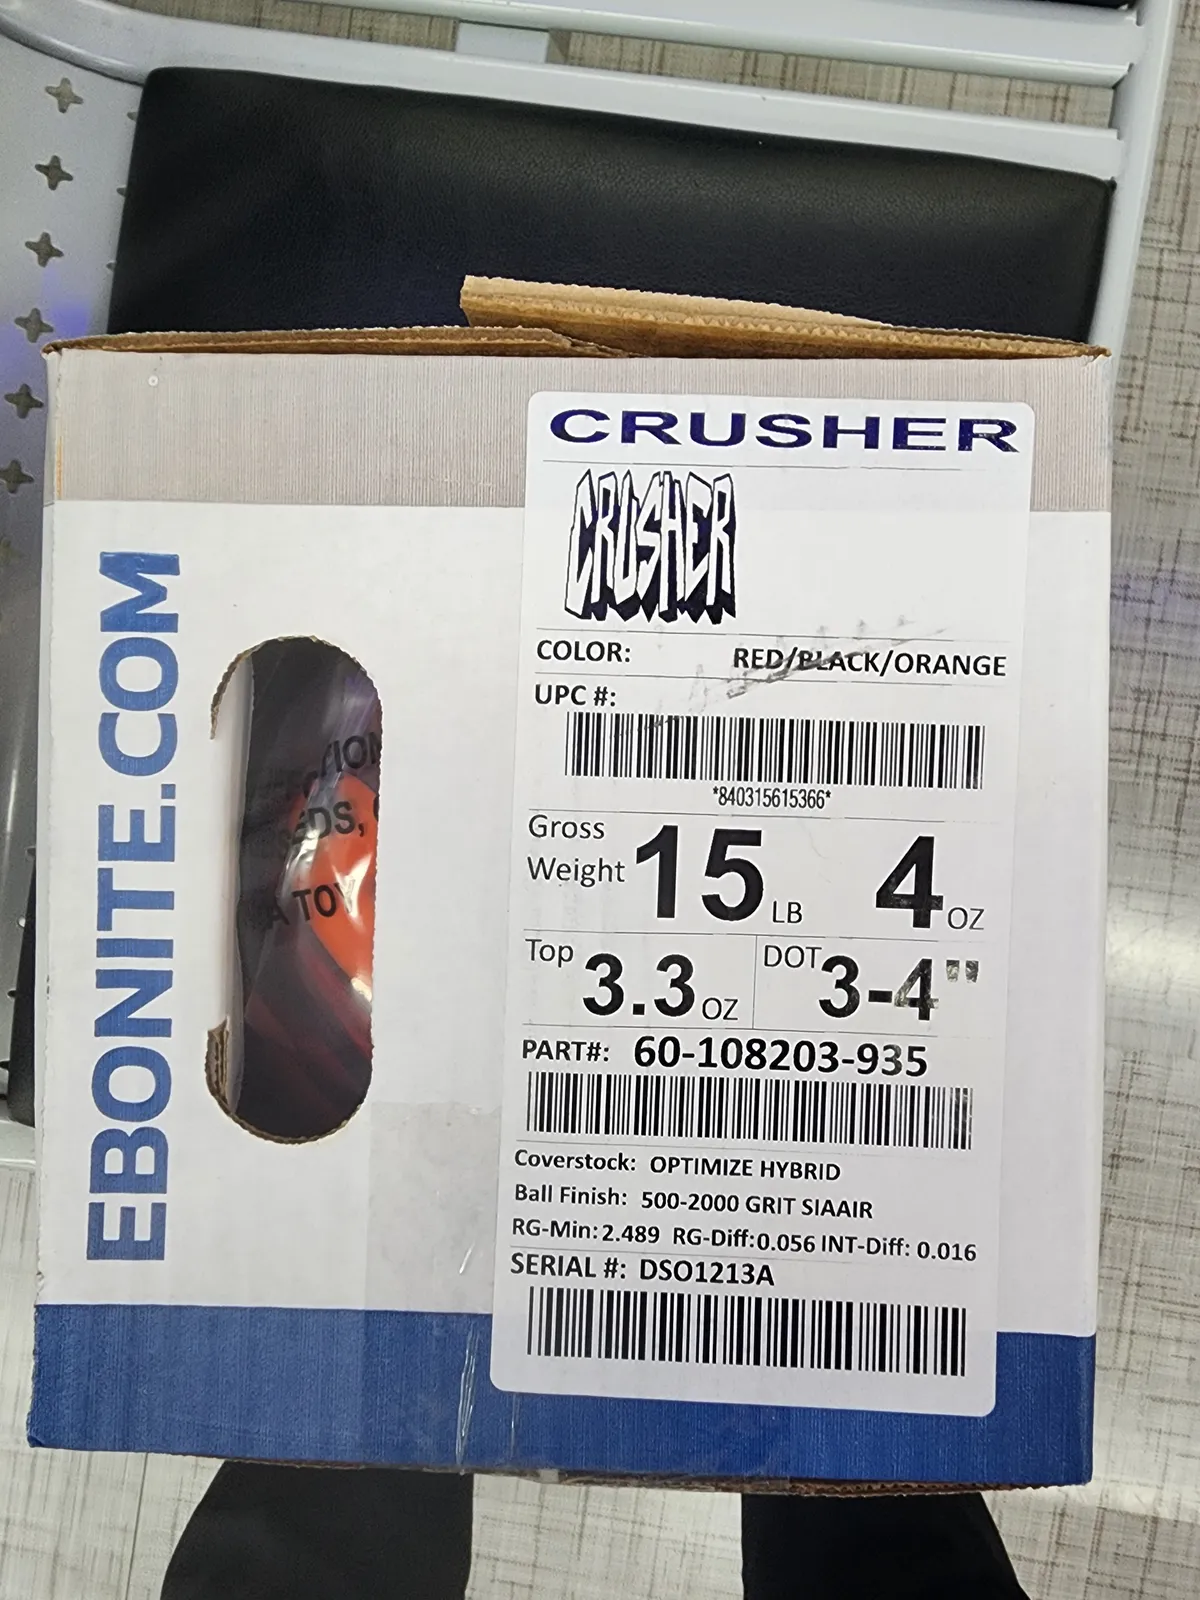 CRUSHER
CRUSHER
COLOR: RED/BLACK/ORANGE
UPC #:
*840315615366*
Gross Weight 15 LB 4 OZ
Top 3.3 OZ DOT 3-4"
PART#: 60-108203-935
Coverstock: OPTIMIZE HYBRID
Ball Finish: 500-2000 GRIT SIAAIR
RG-Min: 2.489 RG-Diff: 0.056 INT-Diff: 0.016
SERIAL #: DSO1213A
EBONITE.COM
A TOY